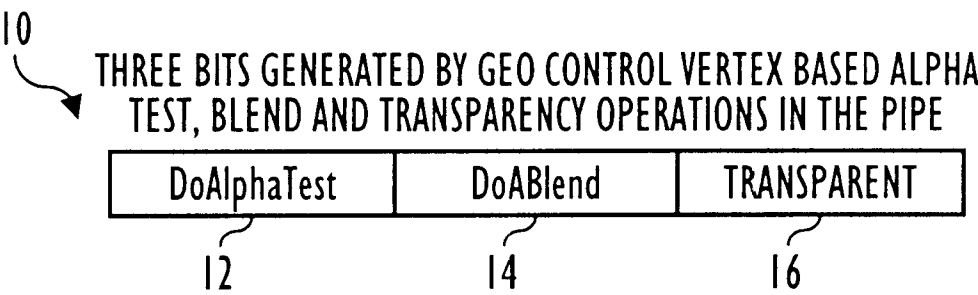 10
THREE BITS GENERATED BY GEO CONTROL VERTEX BASED ALPHA
TEST, BLEND AND TRANSPARENCY OPERATIONS IN THE PIPE
DoAlphaTest DoABlend TRANSPARENT
12 14 16